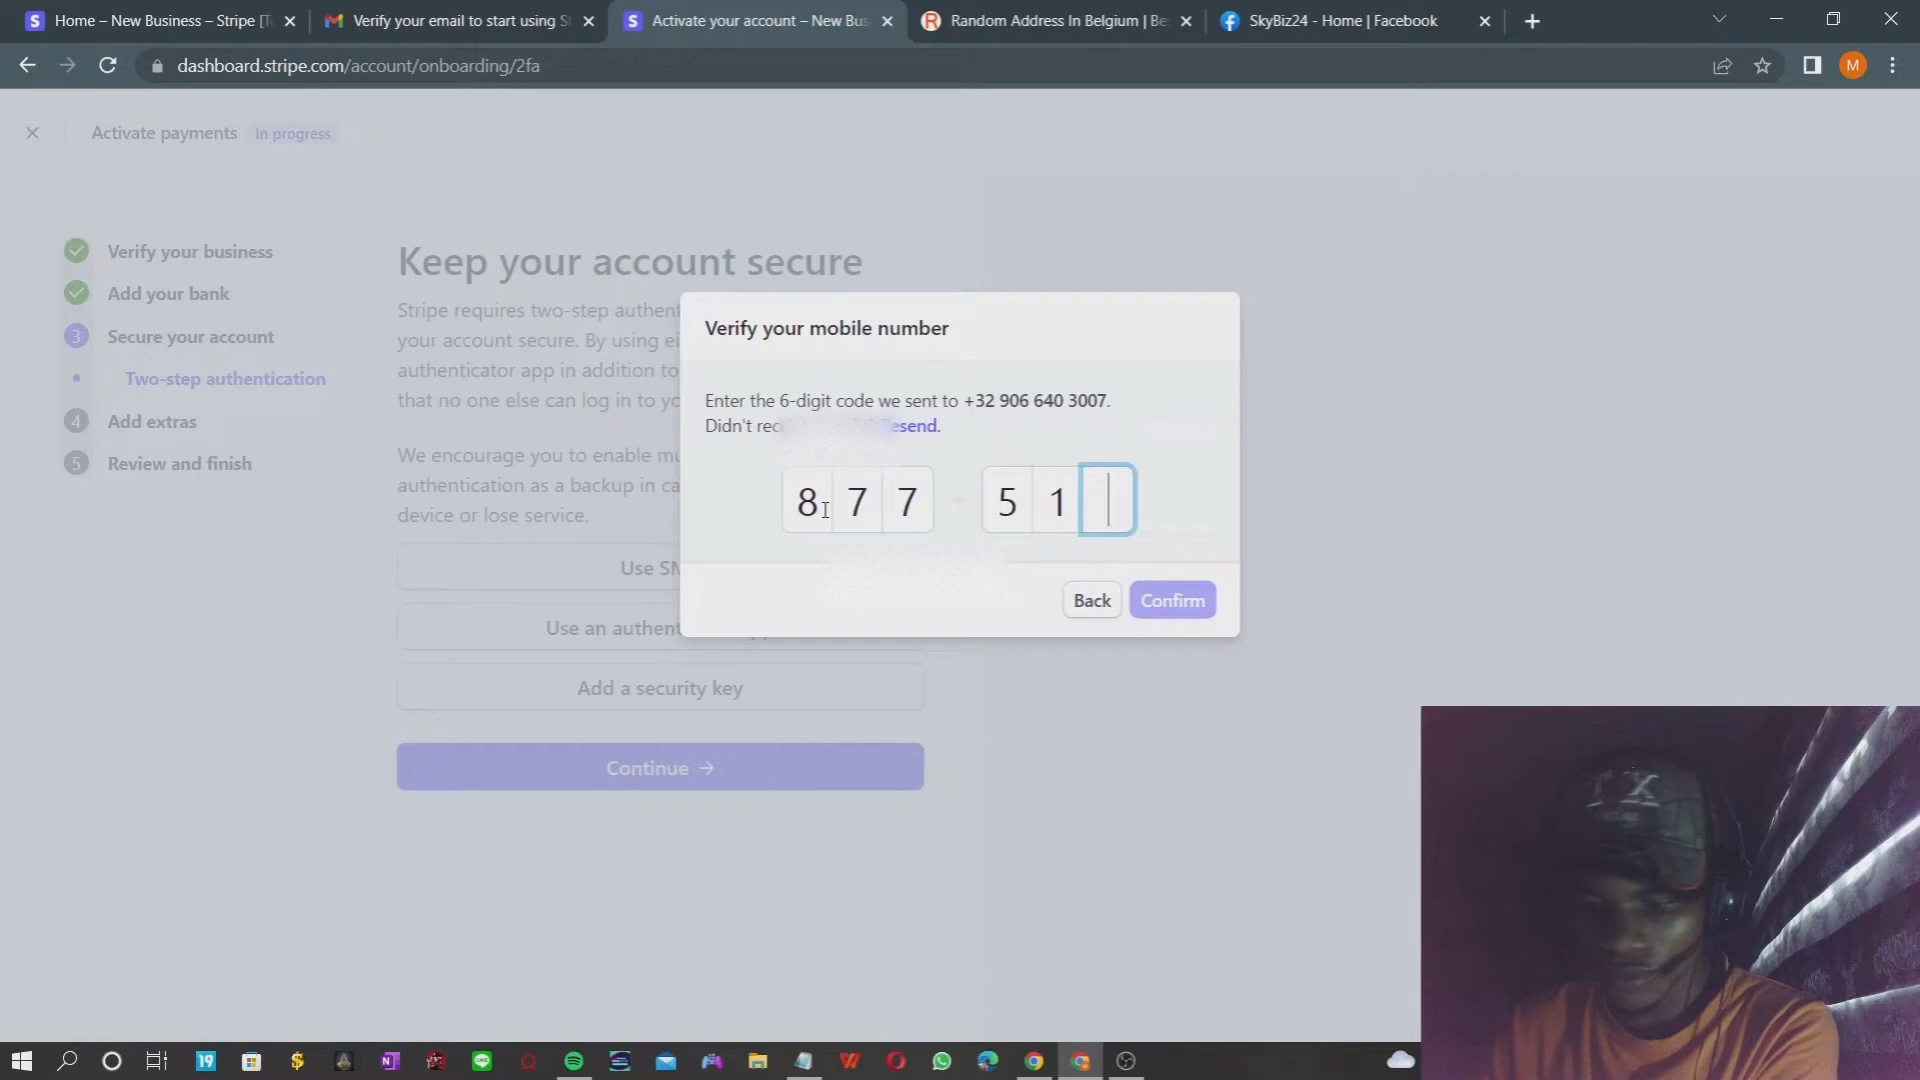 Home – New Business – Stripe [T
Verify your email to start using S
Activate your account – New Bus
Random Address In Belgium | Be
SkyBiz24 - Home | Facebook
dashboard.stripe.com/account/onboarding/2fa
M
Activate payments
In progress
Verify your business
Add your bank
3 Secure your account
Two-step authentication
4 Add extras
5 Review and finish
Keep your account secure
Stripe requires two-step authent
your account secure. By using ei
authenticator app in addition to
that no one else can log in to yo
We encourage you to enable mu
authentication as a backup in ca
device or lose service.
Use SM
Use an authent
Add a security key
Continue →
Verify your mobile number
Enter the 6-digit code we sent to +32 906 640 3007.
Didn't rec esend.
8 7 7 - 5 1
Back
Confirm
19